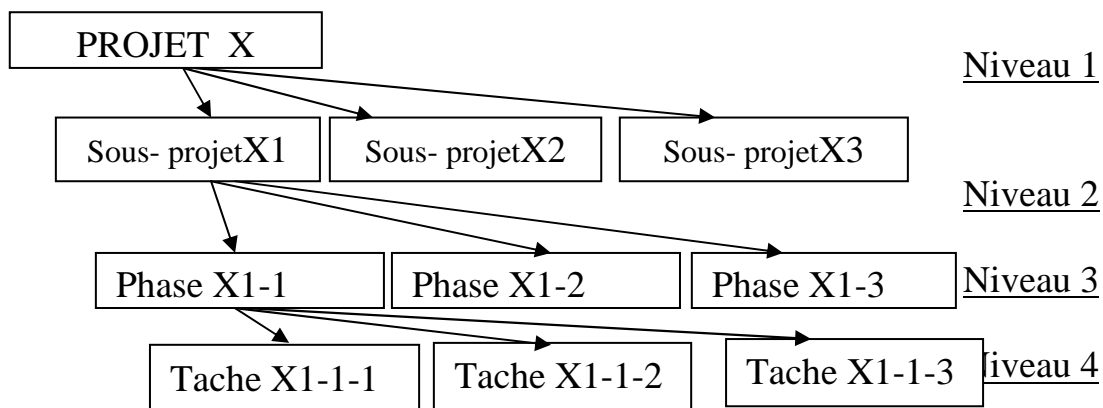 PROJET X
Niveau 1
Sous- projetX1 Sous- projetX2 Sous- projetX3
Niveau 2
Phase X1-1 Phase X1-2 Phase X1-3 Niveau 3
Tache X1-1-1 Tache X1-1-2 Tache X1-1-3 Niveau 4